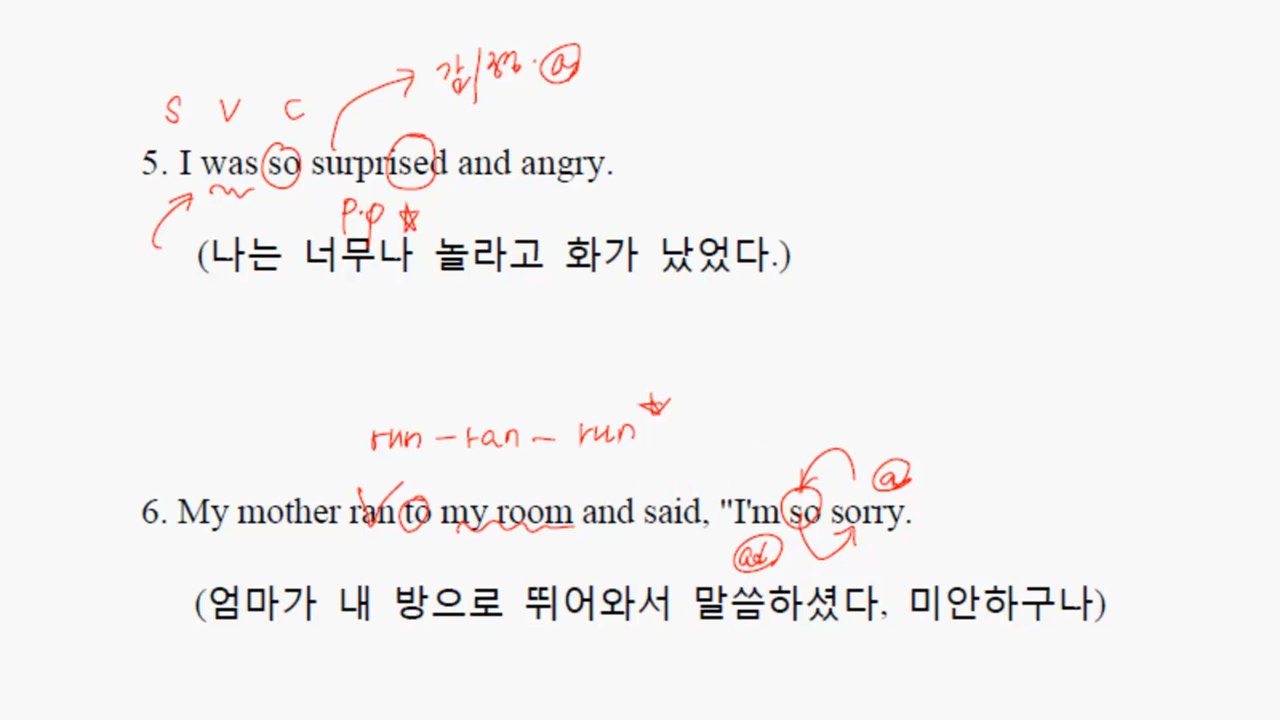 감/ · a
S V C
5. I was so surprised and angry.
p.p
(나는 너무나 놀라고 화가 났었다.)
run - ran - run
a
6. My mother ran to my room and said, "I'm so sorry.
ad
(엄마가 내 방으로 뛰어와서 말씀하셨다, 미안하구나)